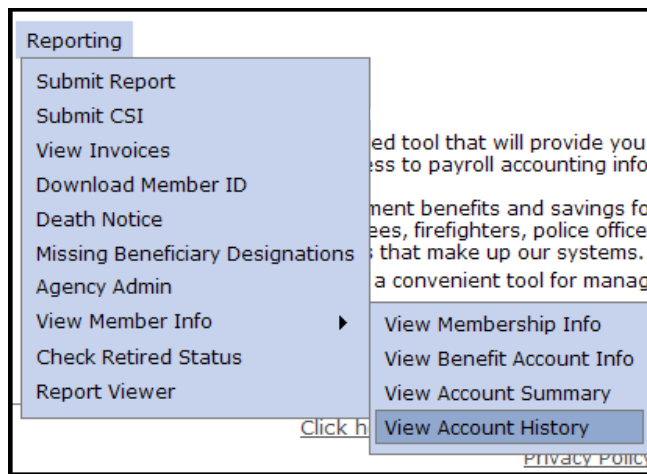 Reporting
Submit Report
Submit CSI
View Invoices
Download Member ID
Death Notice
Missing Beneficiary Designations
Agency Admin
View Member Info
Check Retired Status
Report Viewer
ed tool that will provide you
ess to payroll accounting info
ment benefits and savings fo
ees, firefighters, police office
s that make up our systems.
a convenient tool for manag
View Membership Info
View Benefit Account Info
View Account Summary
View Account History
Click h
Privacy Policy